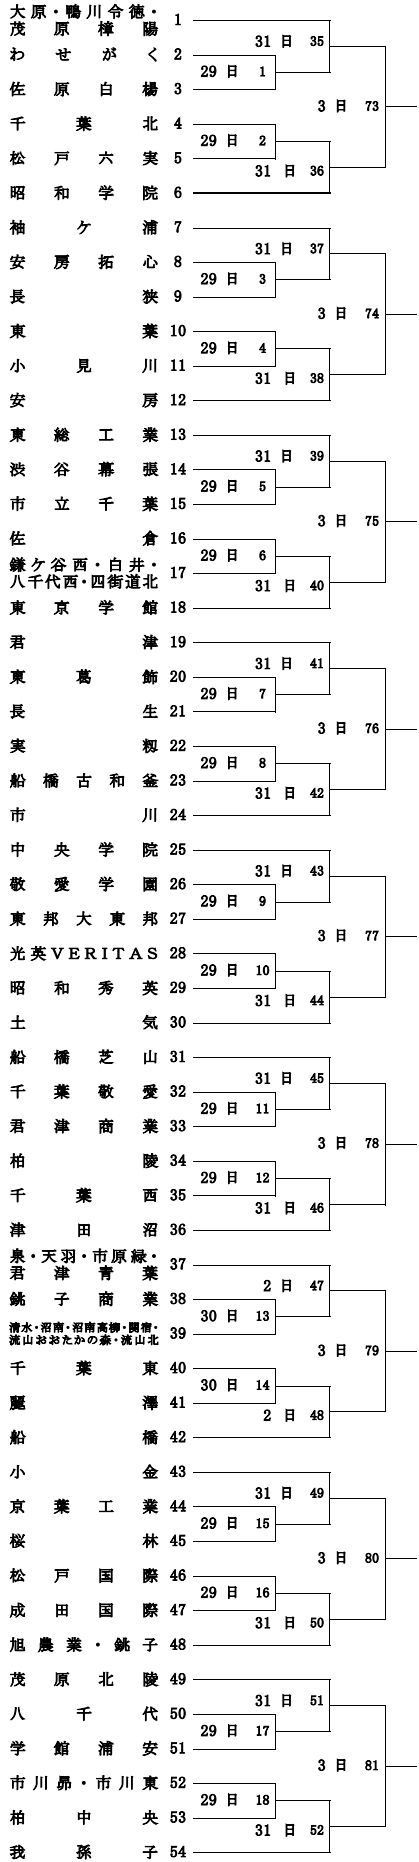 大原・鴨川令徳・
茂原樟陽 1
31日 35
わせがく 2
29日 1
佐原白楊 3
3日 73
千葉北 4
29日 2
松戸六実 5
31日 36
昭和学院 6
袖ケ浦 7
31日 37
安房拓心 8
29日 3
長狭 9
3日 74
東葉 10
29日 4
小見川 11
31日 38
安房 12
東総工業 13
31日 39
渋谷幕張 14
29日 5
市立千葉 15
3日 75
佐倉 16
29日 6
鎌ケ谷西・白井・
八千代西・四街道北 17
31日 40
東京学館 18
君津 19
31日 41
東葛飾 20
29日 7
長生 21
3日 76
実籾 22
29日 8
船橋古和釜 23
31日 42
市川 24
中央学院 25
31日 43
敬愛学園 26
29日 9
東邦大東邦 27
3日 77
光英VERITAS 28
29日 10
昭和秀英 29
31日 44
土気 30
船橋芝山 31
31日 45
千葉敬愛 32
29日 11
君津商業 33
3日 78
柏陵 34
29日 12
千葉西 35
31日 46
津田沼 36
泉・天羽・市原緑・
君津青葉 37
2日 47
銚子商業 38
30日 13
清水・沼南・沼南高柳・関宿・
流山おおたかの森・流山北 39
3日 79
千葉東 40
30日 14
麗澤 41
2日 48
船橋 42
小金 43
31日 49
京葉工業 44
29日 15
桜林 45
3日 80
松戸国際 46
29日 16
成田国際 47
31日 50
旭農業・銚子 48
茂原北陵 49
31日 51
八千代 50
29日 17
学館浦安 51
3日 81
市川昴・市川東 52
29日 18
柏中央 53
31日 52
我孫子 54